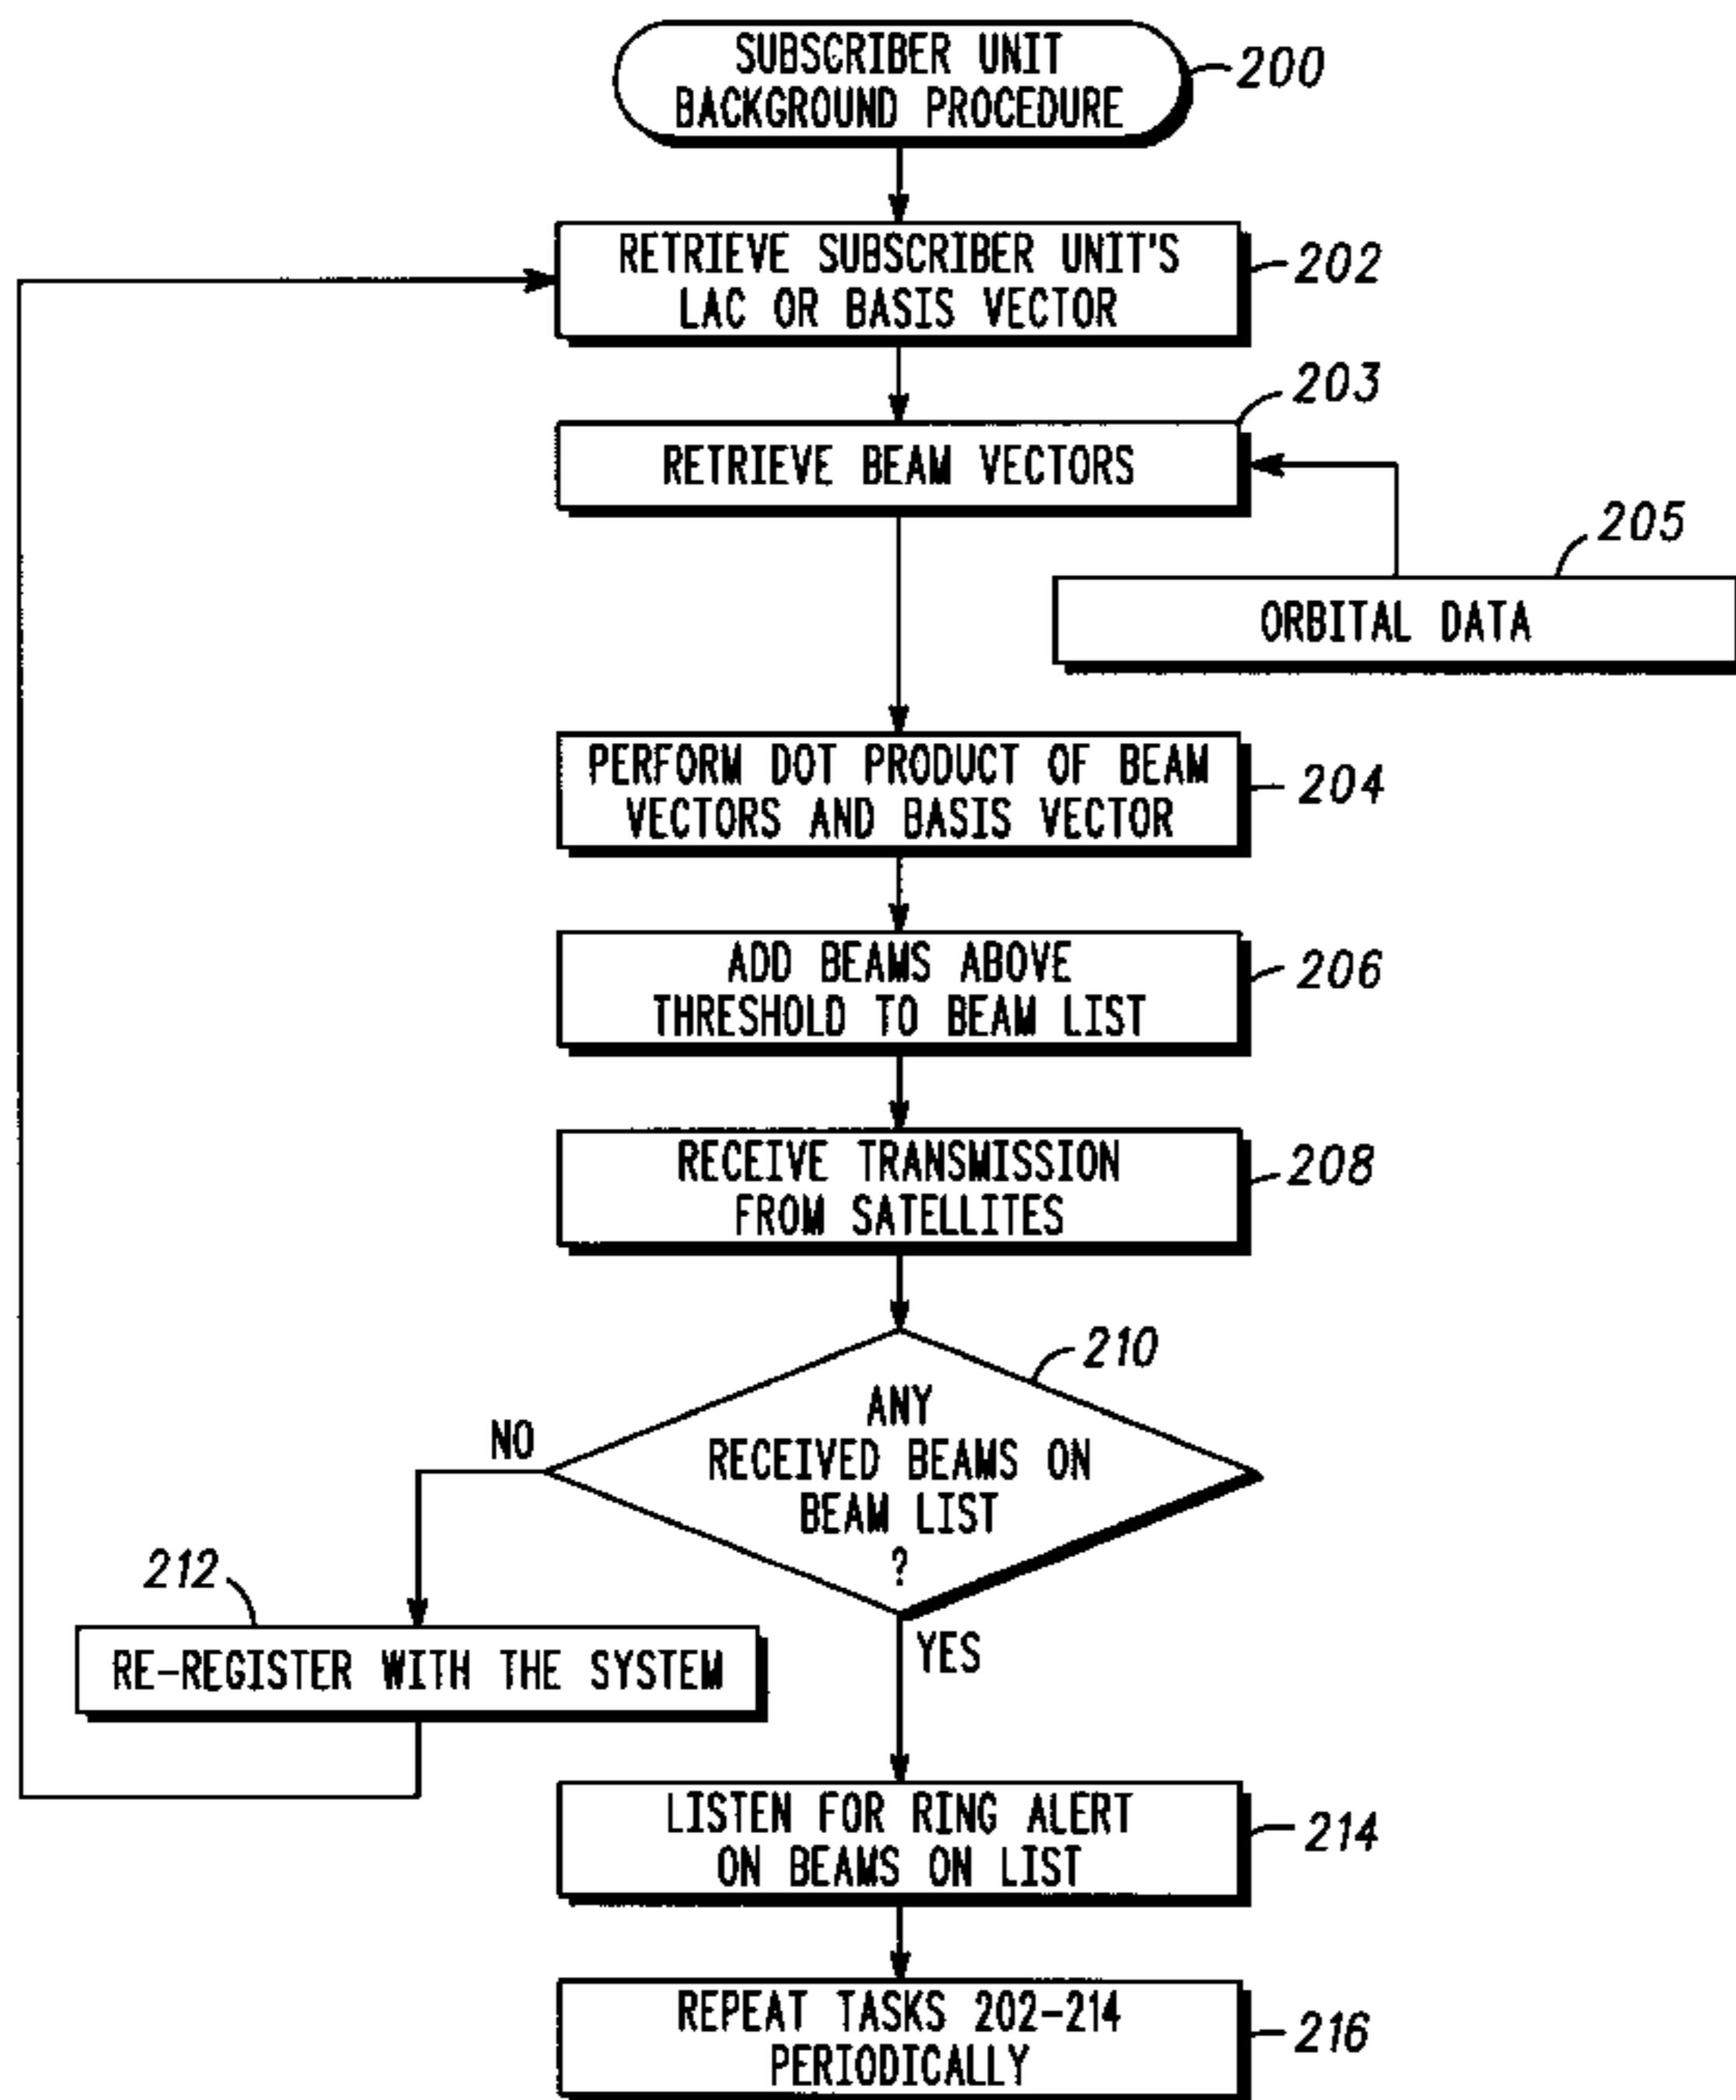 SUBSCRIBER UNIT
BACKGROUND PROCEDURE
200
RETRIEVE SUBSCRIBER UNIT'S
LAC OR BASIS VECTOR
202
203
RETRIEVE BEAM VECTORS
205
ORBITAL DATA
PERFORM DOT PRODUCT OF BEAM
VECTORS AND BASIS VECTOR
204
ADD BEAMS ABOVE
THRESHOLD TO BEAM LIST
206
RECEIVE TRANSMISSION
FROM SATELLITES
208
210
ANY
RECEIVED BEAMS ON
BEAM LIST
?
NO
212
RE-REGISTER WITH THE SYSTEM
YES
LISTEN FOR RING ALERT
ON BEAMS ON LIST
214
REPEAT TASKS 202-214
PERIODICALLY
216